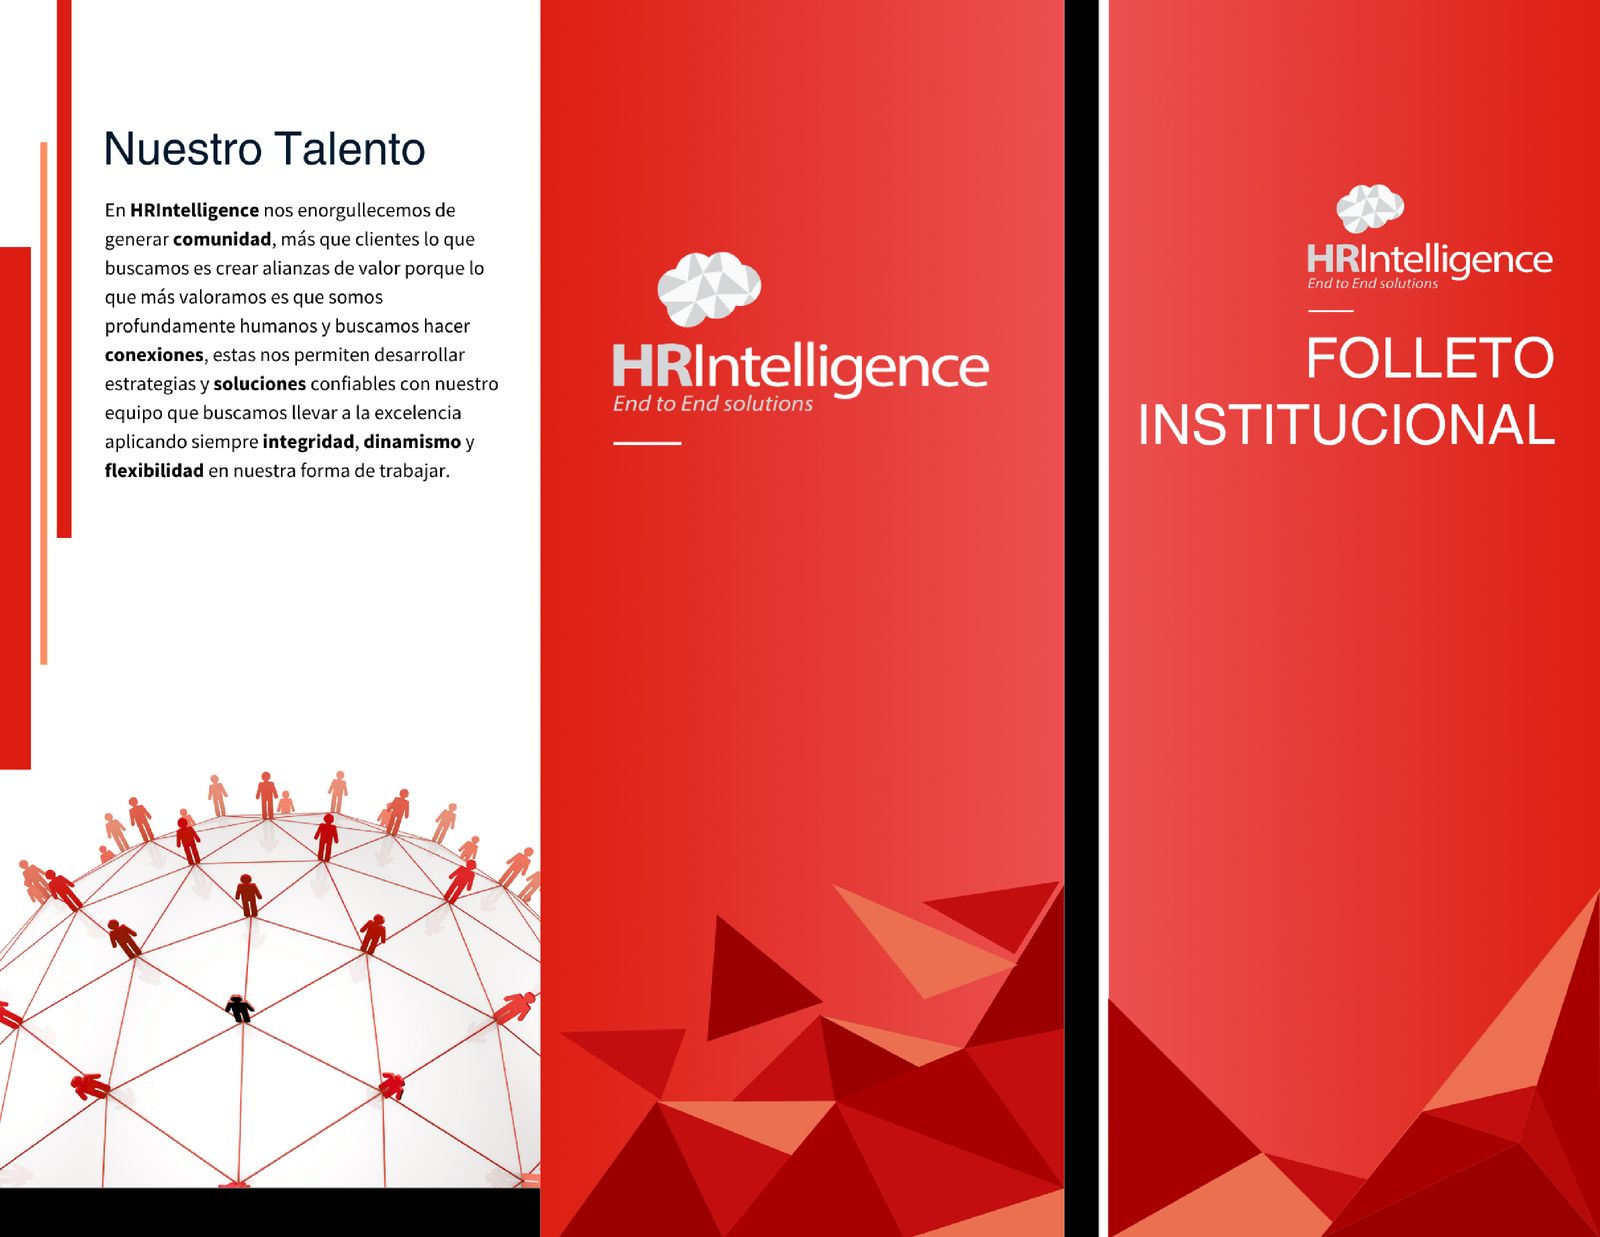 Nuestro Talento
En HRIntelligence nos enorgullecemos de
generar comunidad, más que clientes lo que
buscamos es crear alianzas de valor porque lo
que más valoramos es que somos
profundamente humanos y buscamos hacer
conexiones, estas nos permiten desarrollar
estrategias y soluciones confiables con nuestro
equipo que buscamos llevar a la excelencia
aplicando siempre integridad, dinamismo y
flexibilidad en nuestra forma de trabajar.
HRIntelligence
End to End solutions
HRIntelligence
End to End solutions
FOLLETO
INSTITUCIONAL